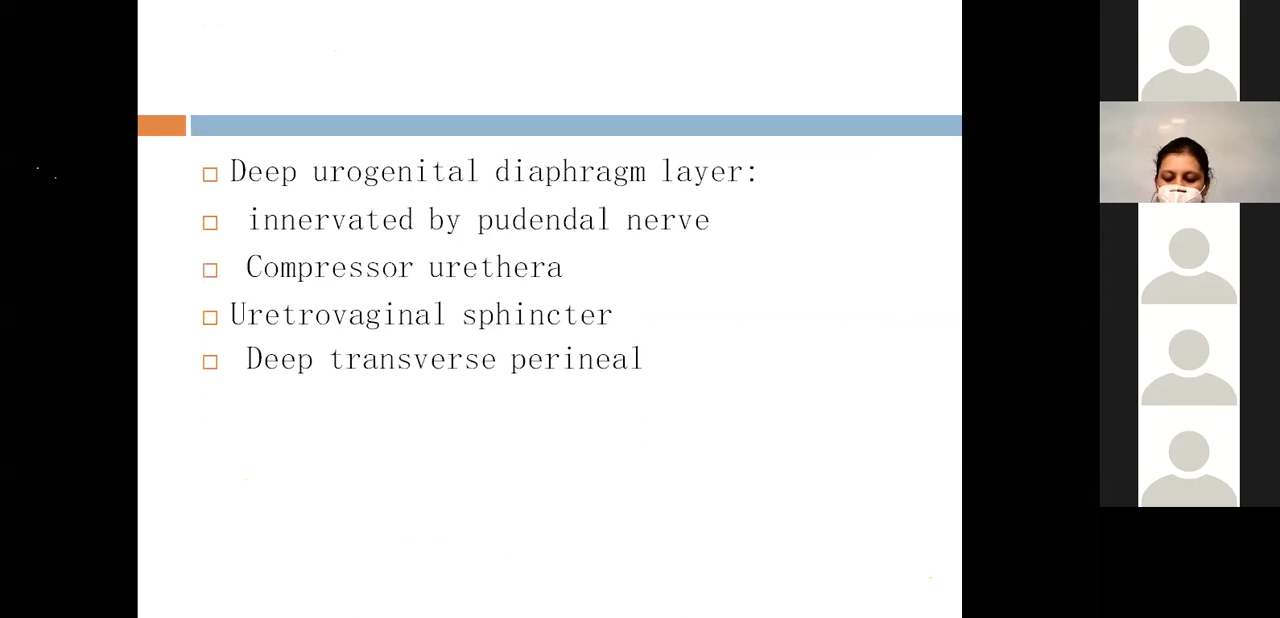 Deep urogenital diaphragm layer:
innervated by pudendal nerve
Compressor urethera
Uretrovaginal sphincter
Deep transverse perineal